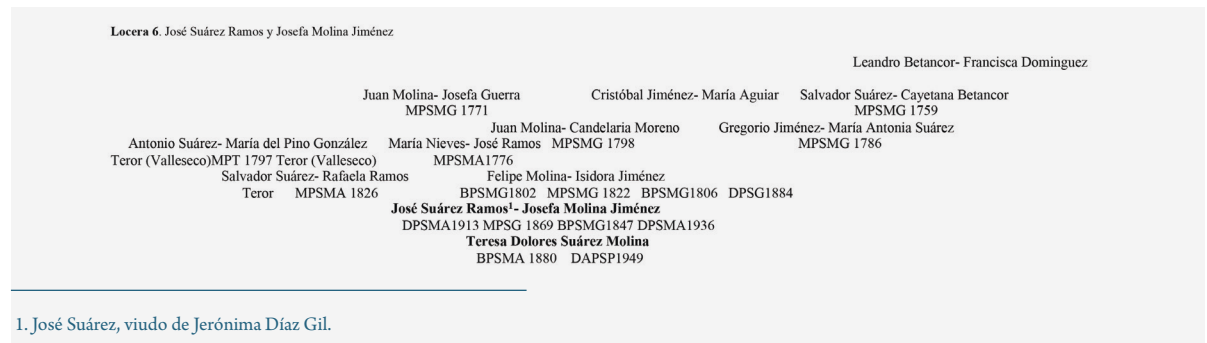 Locera 6. José Suárez Ramos y Josefa Molina Jiménez
Leandro Betancor- Francisca Dominguez
Juan Molina- Josefa Guerra Cristóbal Jiménez- María Aguiar Salvador Suárez- Cayetana Betancor
MPSMG 1771 MPSMG 1759
Juan Molina- Candelaria Moreno Gregorio Jiménez- María Antonia Suárez
Antonio Suárez- María del Pino González María Nieves- José Ramos MPSMG 1798 MPSMG 1786
Teror (Valleseco)MPT 1797 Teror (Valleseco) MPSMA1776
Salvador Suárez- Rafaela Ramos Felipe Molina- Isidora Jiménez
Teror MPSMA 1826 BPSMG1802 MPSMG 1822 BPSMG1806 DPSG1884
José Suárez Ramos¹- Josefa Molina Jiménez
DPSMA1913 MPSG 1869 BPSMG1847 DPSMA1936
Teresa Dolores Suárez Molina
BPSMA 1880 DAPSP1949
1. José Suárez, viudo de Jerónima Díaz Gil.